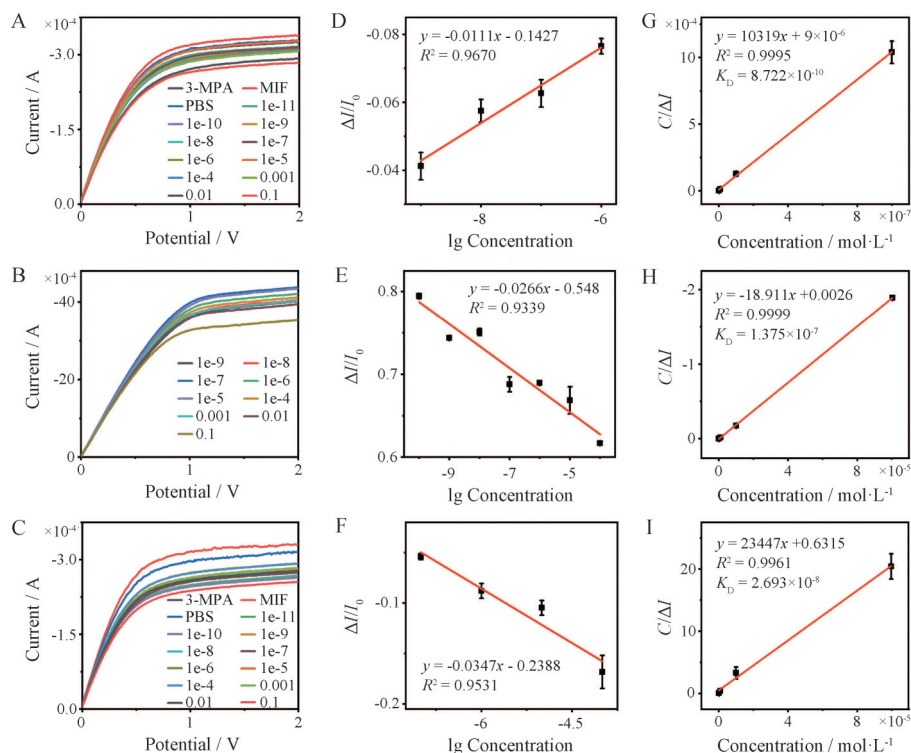 A
×10⁻⁴
-3.0
-1.5
0.0
Current / A
3-MPA MIF
PBS 1e-11
1e-10 1e-9
1e-8 1e-7
1e-6 1e-5
1e-4 0.001
0.01 0.1
0 1 2
Potential / V
D
-0.08
-0.06
-0.04
ΔI/I₀
y = -0.0111x - 0.1427
R² = 0.9670
-8 -6
lg Concentration
G
×10⁻⁴
10
5
0
C/ΔI
y = 10319x + 9×10⁻⁶
R² = 0.9995
K_D = 8.722×10⁻¹⁰
0 4 8 ×10⁻⁷
Concentration / mol·L⁻¹
B
×10⁻⁴
-40
-20
0
Current / A
1e-9 1e-8
1e-7 1e-6
1e-5 1e-4
0.001 0.01
0.1
0 1 2
Potential / V
E
0.8
0.7
0.6
ΔI/I₀
y = -0.0266x - 0.548
R² = 0.9339
-9 -7 -5
lg Concentration
H
-2
-1
0
C/ΔI
y = -18.911x +0.0026
R² = 0.9999
K_D = 1.375×10⁻⁷
0 4 8 ×10⁻⁵
Concentration / mol·L⁻¹
C
×10⁻⁴
-3.0
-1.5
0.0
Current / A
3-MPA MIF
PBS 1e-11
1e-10 1e-9
1e-8 1e-7
1e-6 1e-5
1e-4 0.001
0.01 0.1
0 1 2
Potential / V
F
-0.1
-0.2
ΔI/I₀
y = -0.0347x - 0.2388
R² = 0.9531
-6 -4.5
lg Concentration
I
20
10
0
C/ΔI
y = 23447x +0.6315
R² = 0.9961
K_D = 2.693×10⁻⁸
0 4 8 ×10⁻⁵
Concentration / mol·L⁻¹